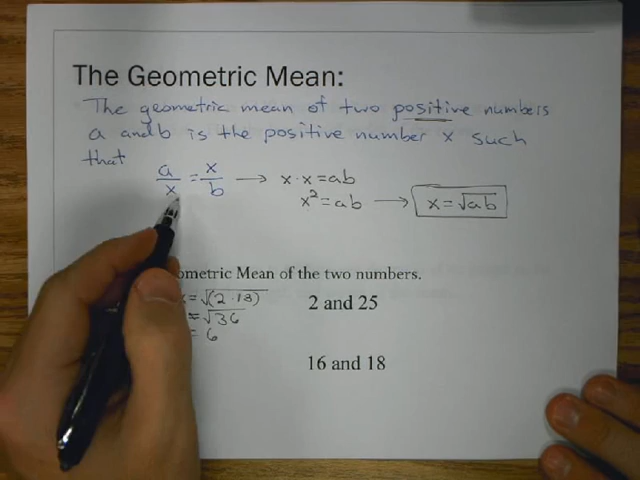 The Geometric Mean:
The geometric mean of two positive numbers
a and b is the positive number x such
that
a/x = x/b → x·x = ab
x² = ab → x = √ab
ometric Mean of the two numbers.
= √(2·18)
= √36
= 6
2 and 25
16 and 18